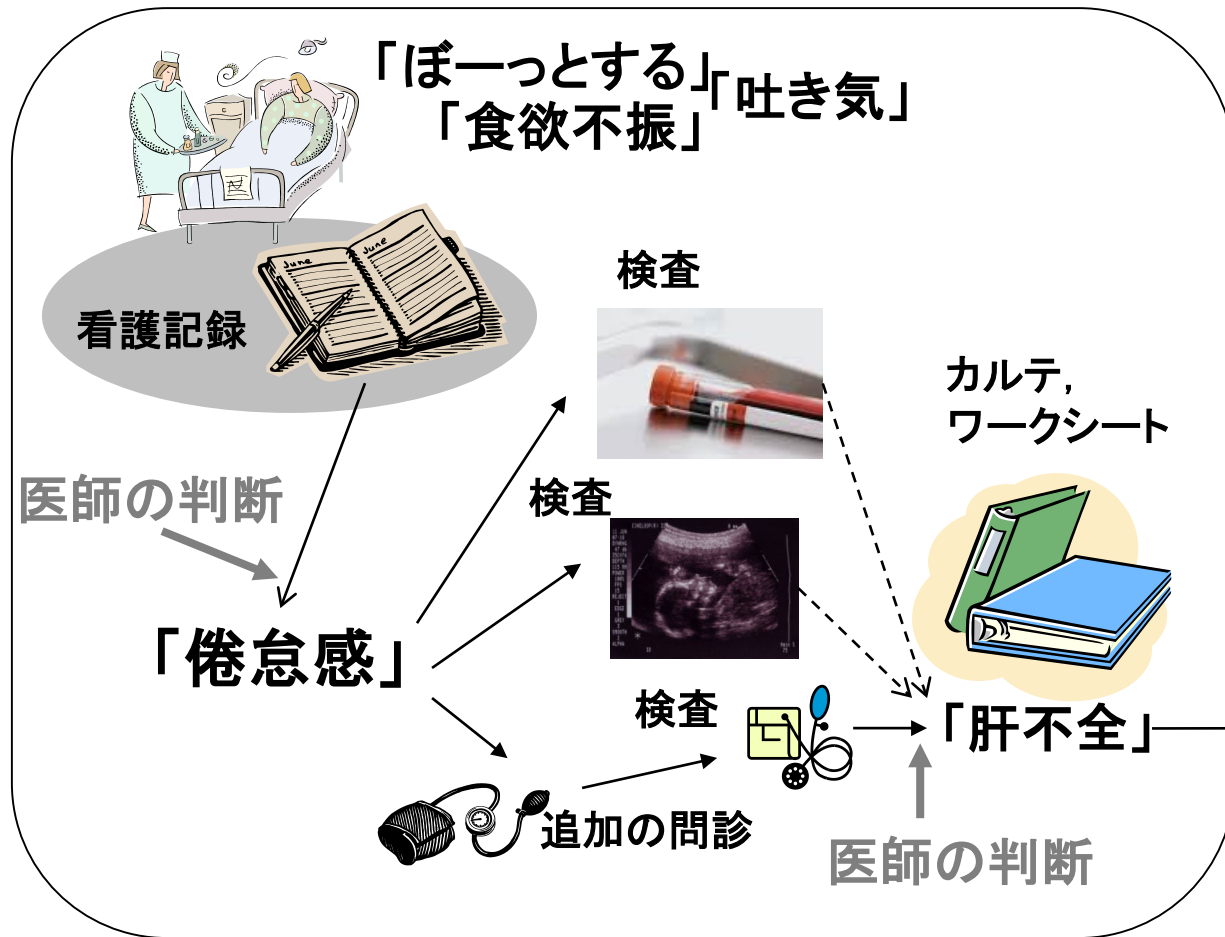 「ぼーっとする」
「吐き気」
「食欲不振」
June
June
看護記録
検査
カルテ,
ワークシート
医師の判断
検査
「倦怠感」
検査
「肝不全」
追加の問診
医師の判断